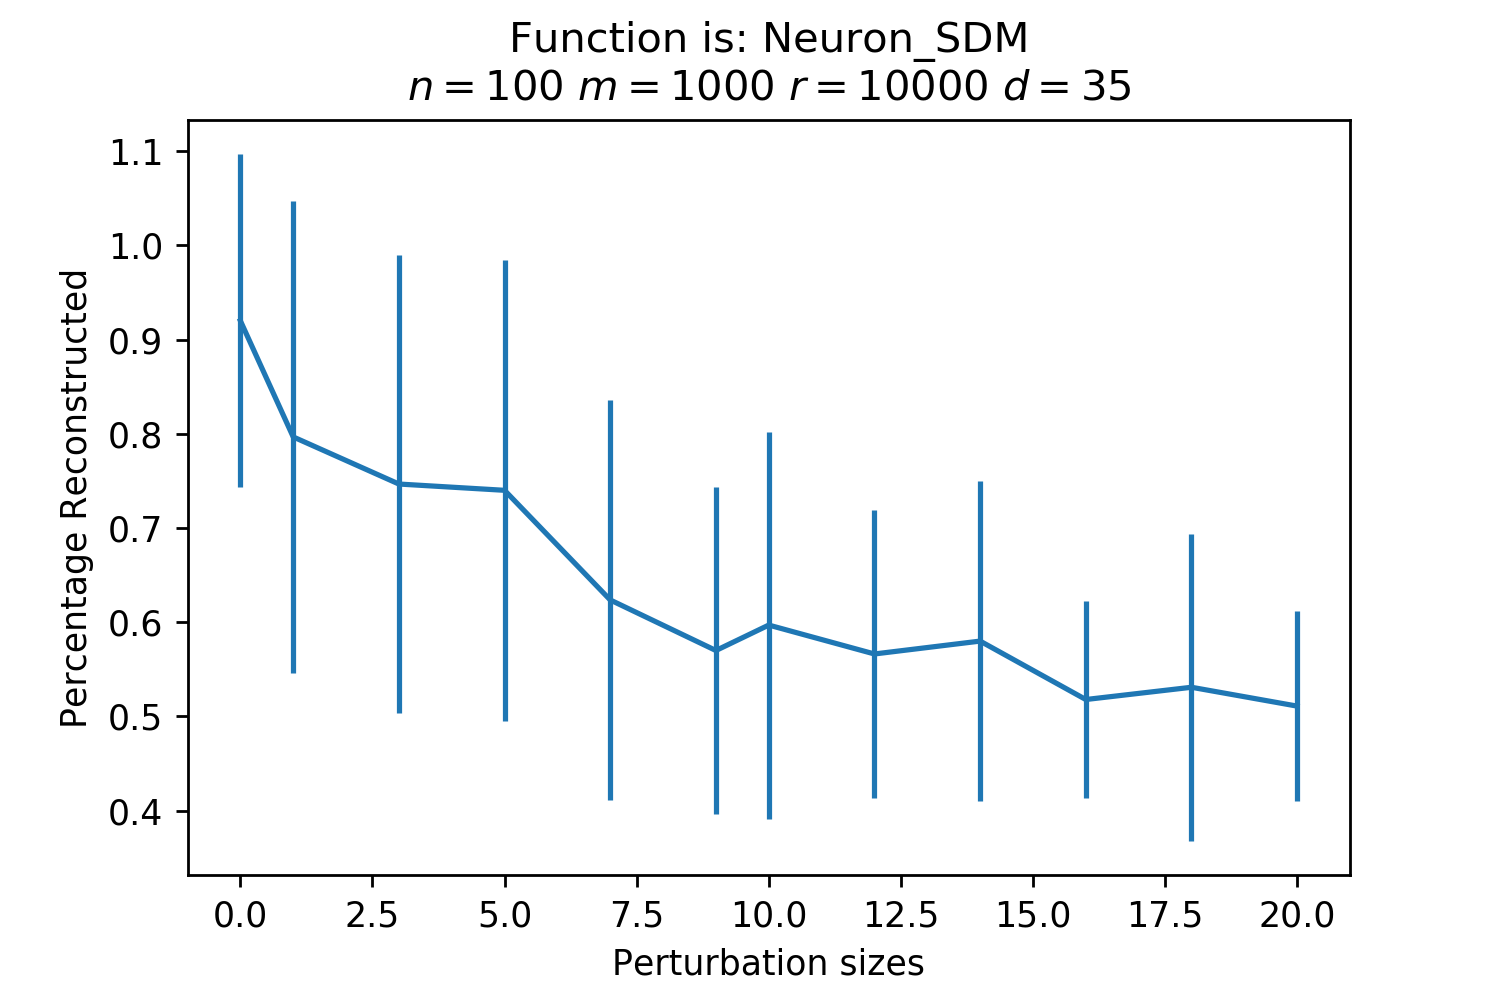 Function is: Neuron_SDM
n = 100 m = 1000 r = 10000 d = 35
1.1
1.0
0.9
0.8
0.7
0.6
0.5
0.4
Percentage Reconstructed
0.0 2.5 5.0 7.5 10.0 12.5 15.0 17.5 20.0
Perturbation sizes